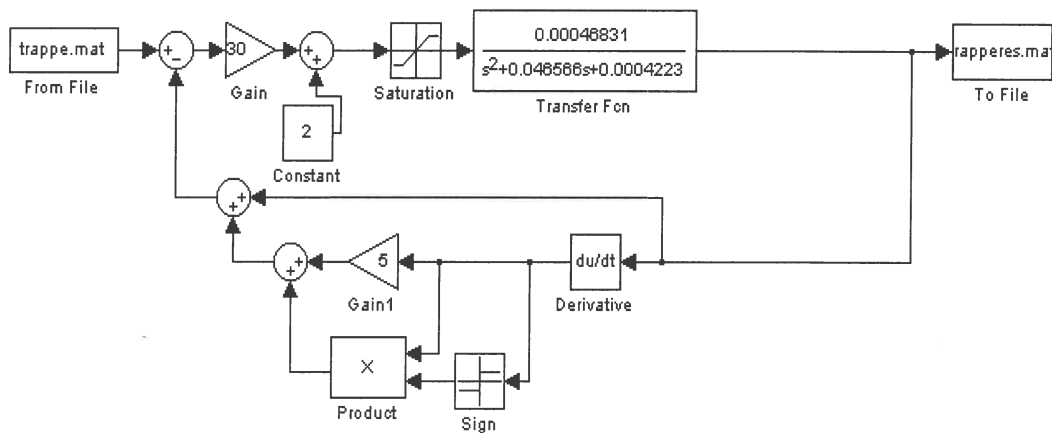 trappe.mat
From File
+
−
30
Gain
+
+
2
Constant
Saturation
0.00046831
s2+0.046566s+0.0004223
Transfer Fcn
rapperes.mat
To File
+
+
+
+
5
Gain1
du/dt
Derivative
X
Product
Sign